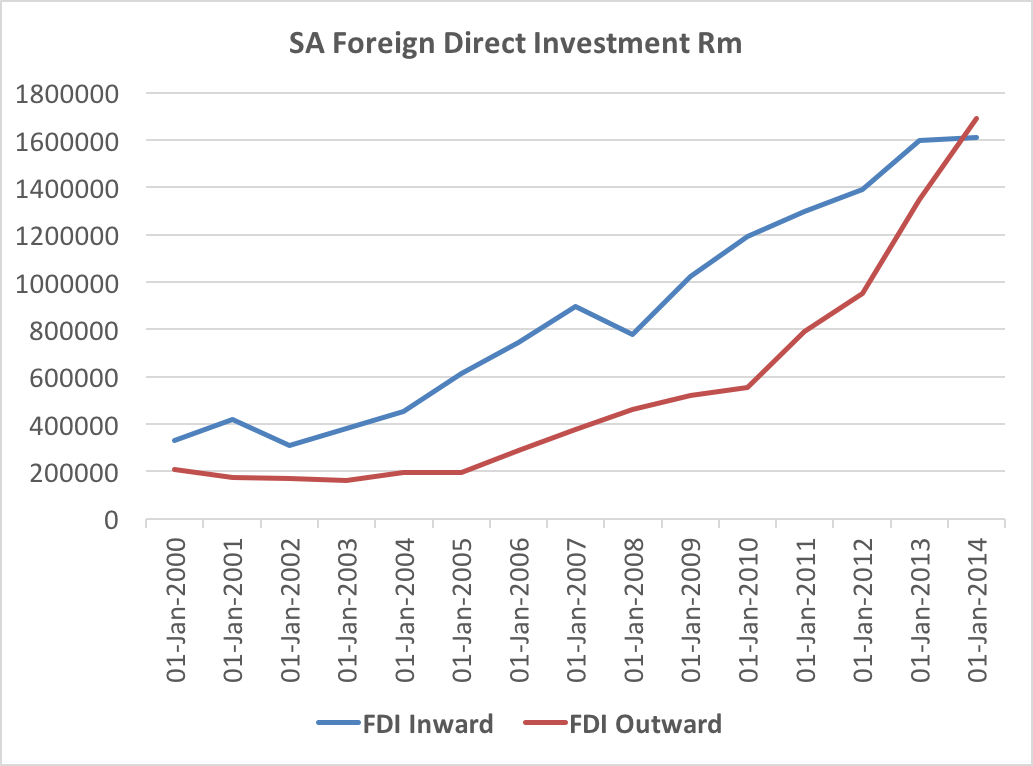 SA Foreign Direct Investment Rm
1800000
1600000
1400000
1200000
1000000
800000
600000
400000
200000
0
01-Jan-2000
01-Jan-2001
01-Jan-2002
01-Jan-2003
01-Jan-2004
01-Jan-2005
01-Jan-2006
01-Jan-2007
01-Jan-2008
01-Jan-2009
01-Jan-2010
01-Jan-2011
01-Jan-2012
01-Jan-2013
01-Jan-2014
FDI Inward FDI Outward